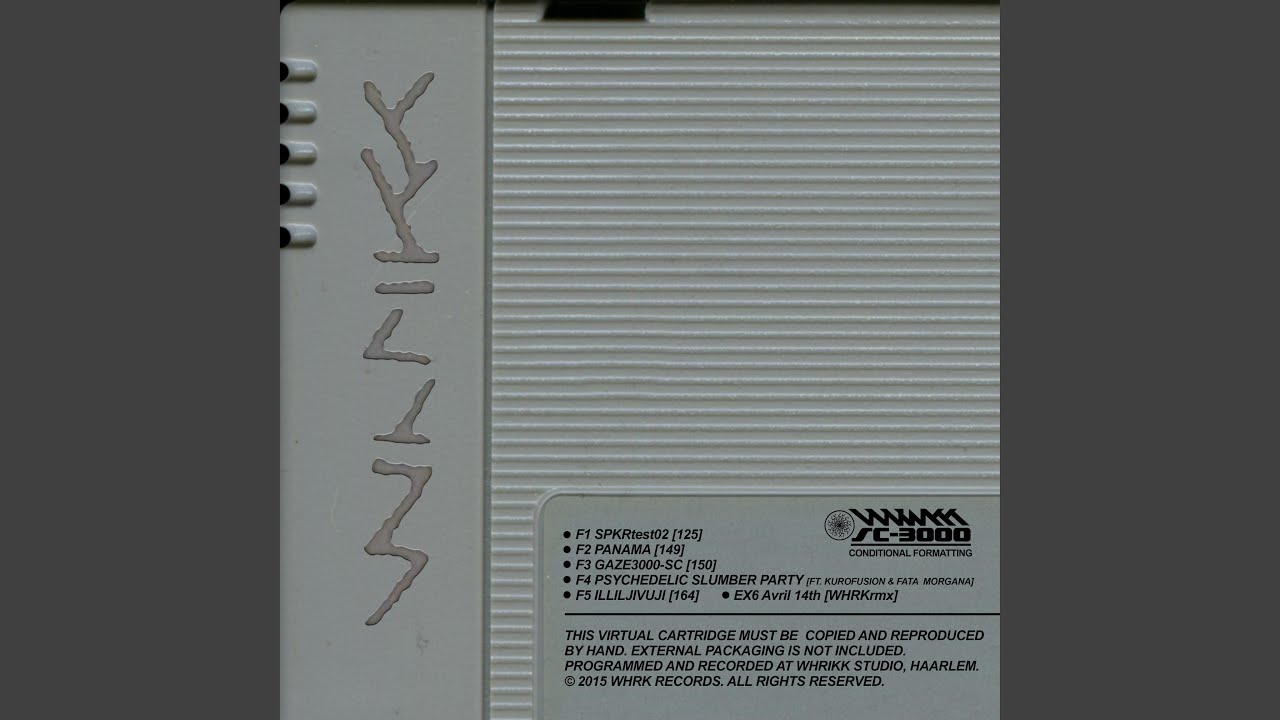 WHRIKK
SC-3000
CONDITIONAL FORMATTING
F1 SPKRtest02 [125]
F2 PANAMA [149]
F3 GAZE3000-SC [150]
F4 PSYCHEDELIC SLUMBER PARTY [FT. KUROFUSION & FATA MORGANA]
F5 ILLILJIVUJI [164] ● EX6 Avril 14th [WHRKrmx]
THIS VIRTUAL CARTRIDGE MUST BE COPIED AND REPRODUCED
BY HAND. EXTERNAL PACKAGING IS NOT INCLUDED.
PROGRAMMED AND RECORDED AT WHRIKK STUDIO, HAARLEM.
© 2015 WHRK RECORDS. ALL RIGHTS RESERVED.